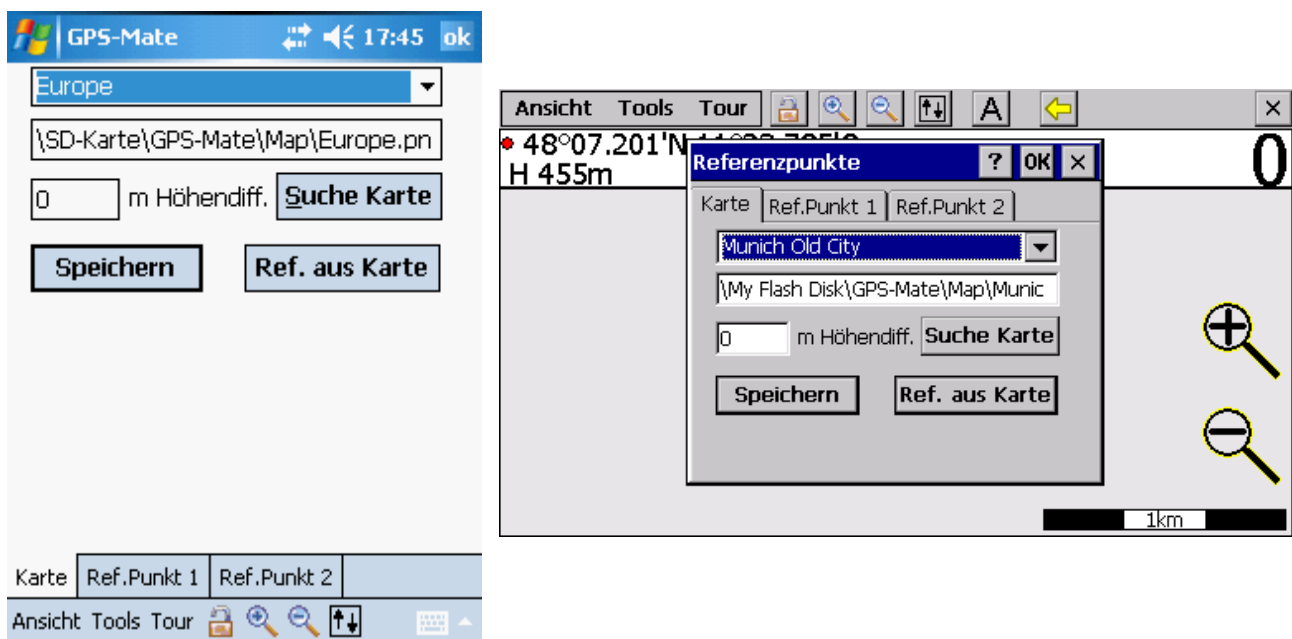 GPS-Mate 17:45 ok
Europe
\SD-Karte\GPS-Mate\Map\Europe.pn
0 m Höhendiff. Suche Karte
Speichern Ref. aus Karte
Karte Ref.Punkt 1 Ref.Punkt 2
Ansicht Tools Tour
Ansicht Tools Tour A
48°07.201'N
H 455m
0
Referenzpunkte ? OK ×
Karte Ref.Punkt 1 Ref.Punkt 2
Munich Old City
\My Flash Disk\GPS-Mate\Map\Munic
0 m Höhendiff. Suche Karte
Speichern Ref. aus Karte
1km